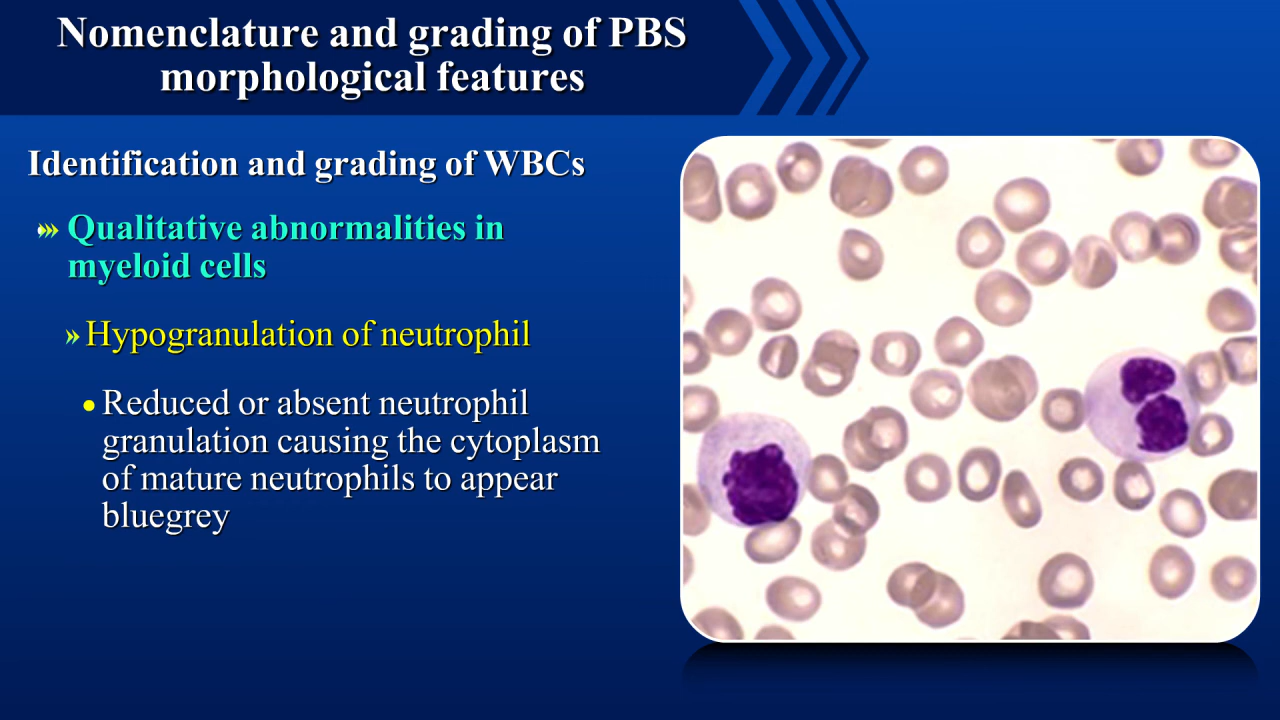 Nomenclature and grading of PBS
morphological features
Identification and grading of WBCs
Qualitative abnormalities in
myeloid cells
Hypogranulation of neutrophil
Reduced or absent neutrophil
granulation causing the cytoplasm
of mature neutrophils to appear
bluegrey